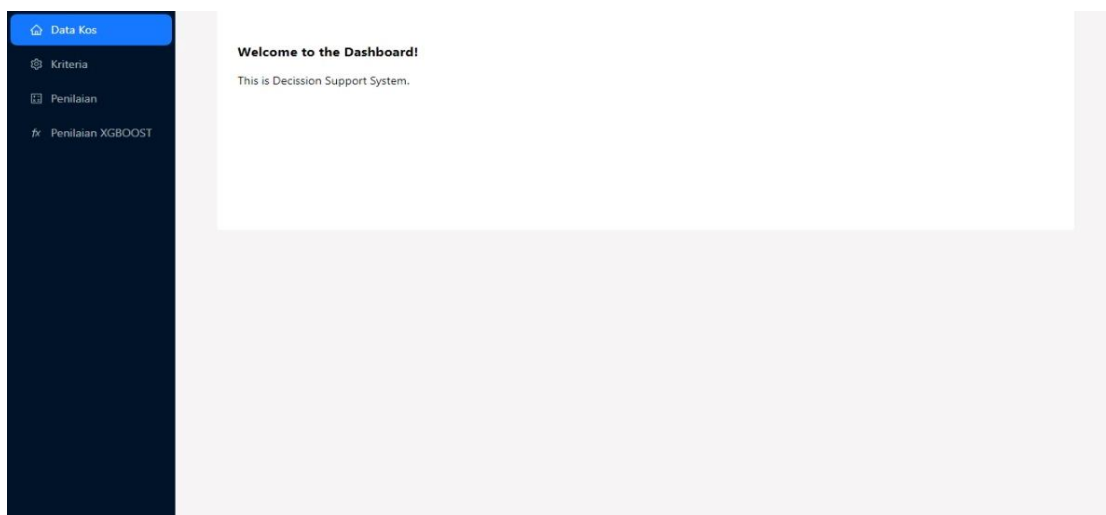 Data Kos
Kriteria
Penilaian
fx Penilaian XGBOOST
Welcome to the Dashboard!
This is Decission Support System.